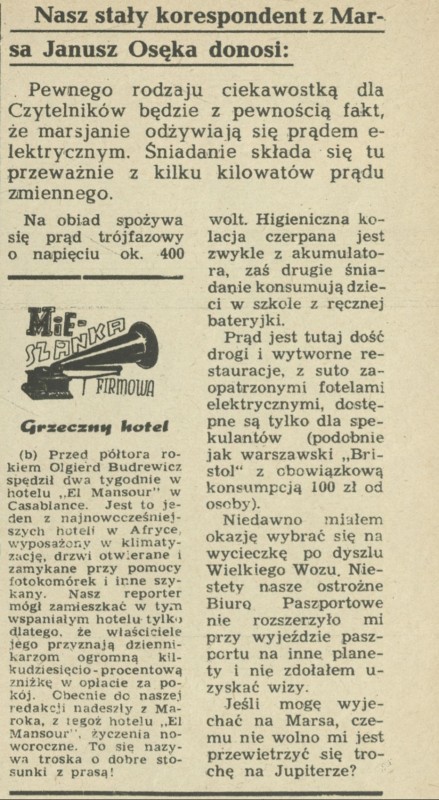 Nasz stały korespondent z Mar-
sa Janusz Osęka donosi:
Pewnego rodzaju ciekawostką dla
Czytelników będzie z pewnością fakt,
że marsjanie odżywiają się prądem e-
lektrycznym. Śniadanie składa się tu
przeważnie z kilku kilowatów prądu
zmiennego.
Na obiad spożywa
się prąd trójfazowy
o napięciu ok. 400
wolt. Higieniczna ko-
lacja czerpana jest
zwykle z akumulato-
ra, zaś drugie śnia-
danie konsumują dzie-
ci w szkole z ręcznej
bateryjki.
Prąd jest tutaj dość
drogi i wytworne re-
stauracje, z suto za-
opatrzonymi fotelami
elektrycznymi, dostę-
pne są tylko dla spe-
kulantów (podobnie
jak warszawski „Bri-
stol” z obowiązkową
konsumpcją 100 zł od
osoby).
Niedawno miałem
okazję wybrać się na
wycieczkę po dyszlu
Wielkiego Wozu. Nie-
stety nasze ostrożne
Biuro Paszportowe
nie rozszerzyło mi
przy wyjeździe pasz-
portu na inne plane-
ty i nie zdołałem u-
zyskać wizy.
Jeśli mogę wyje-
chać na Marsa, cze-
mu nie wolno mi jest
przewietrzyć się tro-
chę na Jupiterze?
MIE-
SZANKA
FIRMOWA
Grzeczny hotel
(b) Przed półtora ro-
kiem Olgierd Budrewicz
spędził dwa tygodnie w
hotelu „El Mansour” w
Casablance. Jest to je-
den z najnowocześniej-
szych hoteli w Afryce,
wyposażony w klimaty-
zację, drzwi otwierane i
zamykane przy pomocy
fotokomórek i inne szy-
kany. Nasz reporter
mógł zamieszkać w tym
wspaniałym hotelu tylko
dlatego, że właściciele
jego przyznają dzienni-
karzom ogromną kil-
kudziesięcio-procentową
zniżkę w opłacie za po-
kój. Obecnie do naszej
redakcji nadeszły z Ma-
roka, z tegoż hotelu „El
Mansour”, życzenia no-
woroczne. To się nazy-
wa troska o dobre sto-
sunki z prasą!